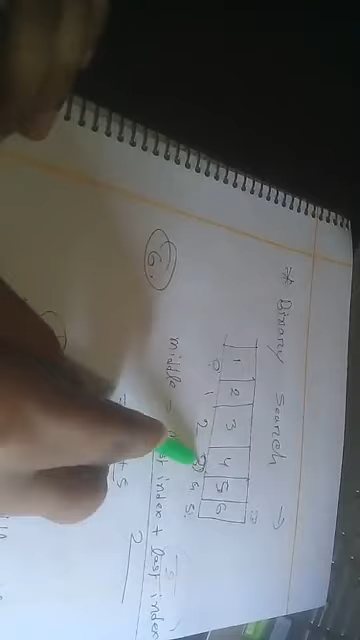 * Binary Search →
1 2 3 4 5 6
0 1 2 3 4 5
6.
middle = index + last index
+ 5
2